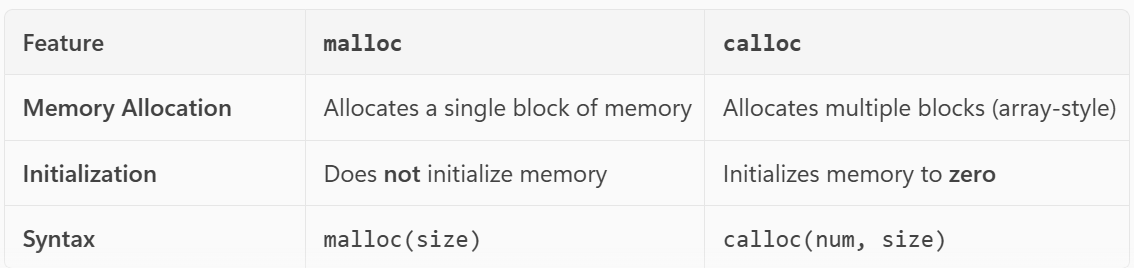 Feature malloc calloc
Memory Allocation Allocates a single block of memory Allocates multiple blocks (array-style)
Initialization Does not initialize memory Initializes memory to zero
Syntax malloc(size) calloc(num, size)